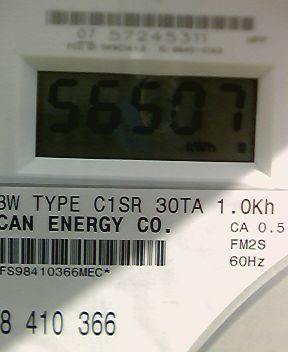 07 57245311
56507
kWh
3W TYPE C1SR 30TA 1.0Kh
CAN ENERGY CO.
CA 0.5
FM2S
60Hz
FS98410366MEC*
8 410 366